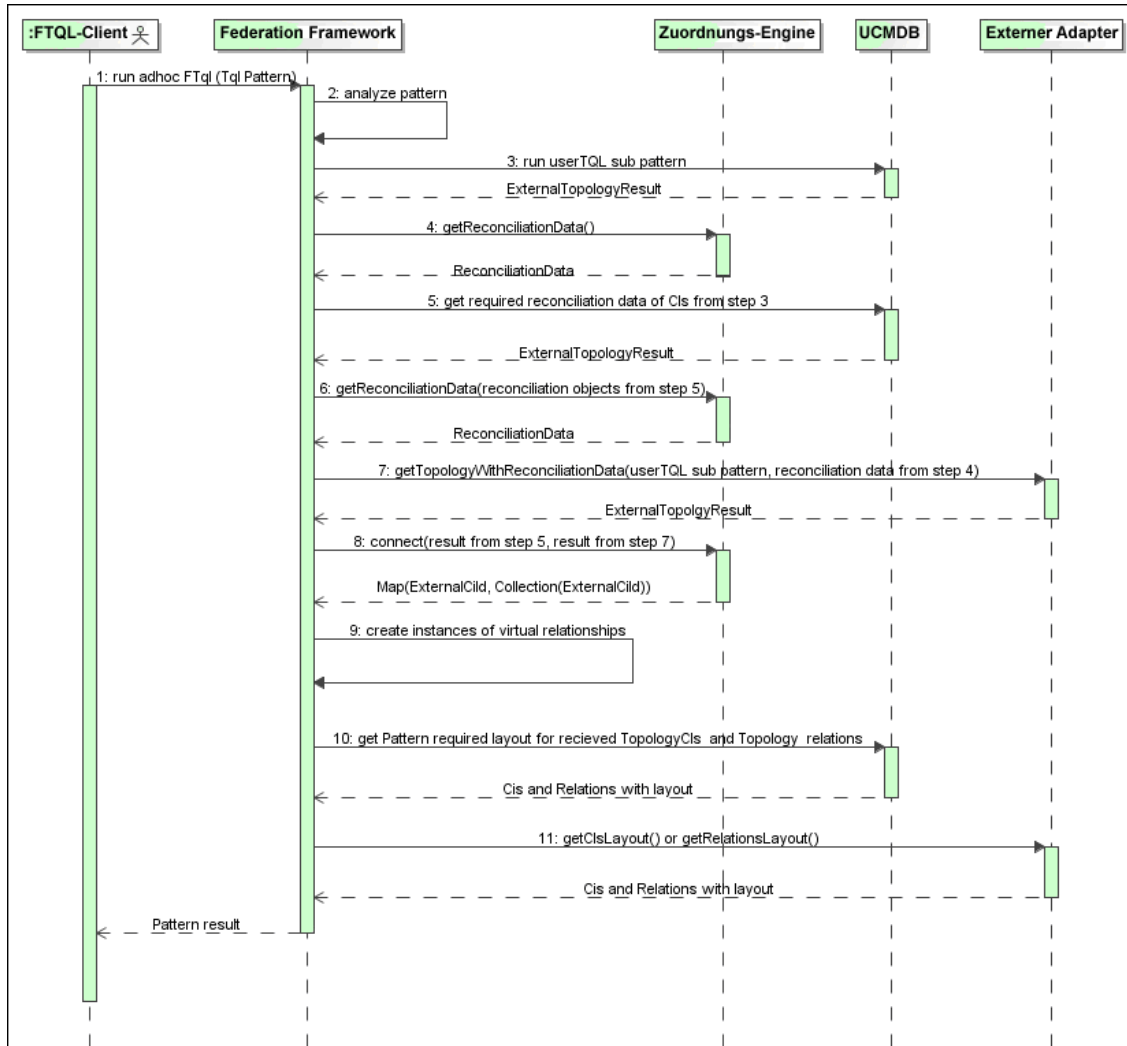 :FTQL-Client
Federation Framework
Zuordnungs-Engine
UCMDB
Externer Adapter
1: run adhoc FTql (Tql Pattern)
2: analyze pattern
3: run userTQL sub pattern
ExternalTopologyResult
4: getReconciliationData()
ReconciliationData
5: get required reconciliation data of CIs from step 3
ExternalTopologyResult
6: getReconciliationData(reconciliation objects from step 5)
ReconciliationData
7: getTopologyWithReconciliationData(userTQL sub pattern, reconciliation data from step 4)
ExternalTopolgyResult
8: connect(result from step 5, result from step 7)
Map(ExternalCiId, Collection(ExternalCiId))
9: create instances of virtual relationships
10: get Pattern required layout for recieved TopologyCIs and Topology relations
Cis and Relations with layout
11: getCIsLayout() or getRelationsLayout()
Cis and Relations with layout
Pattern result